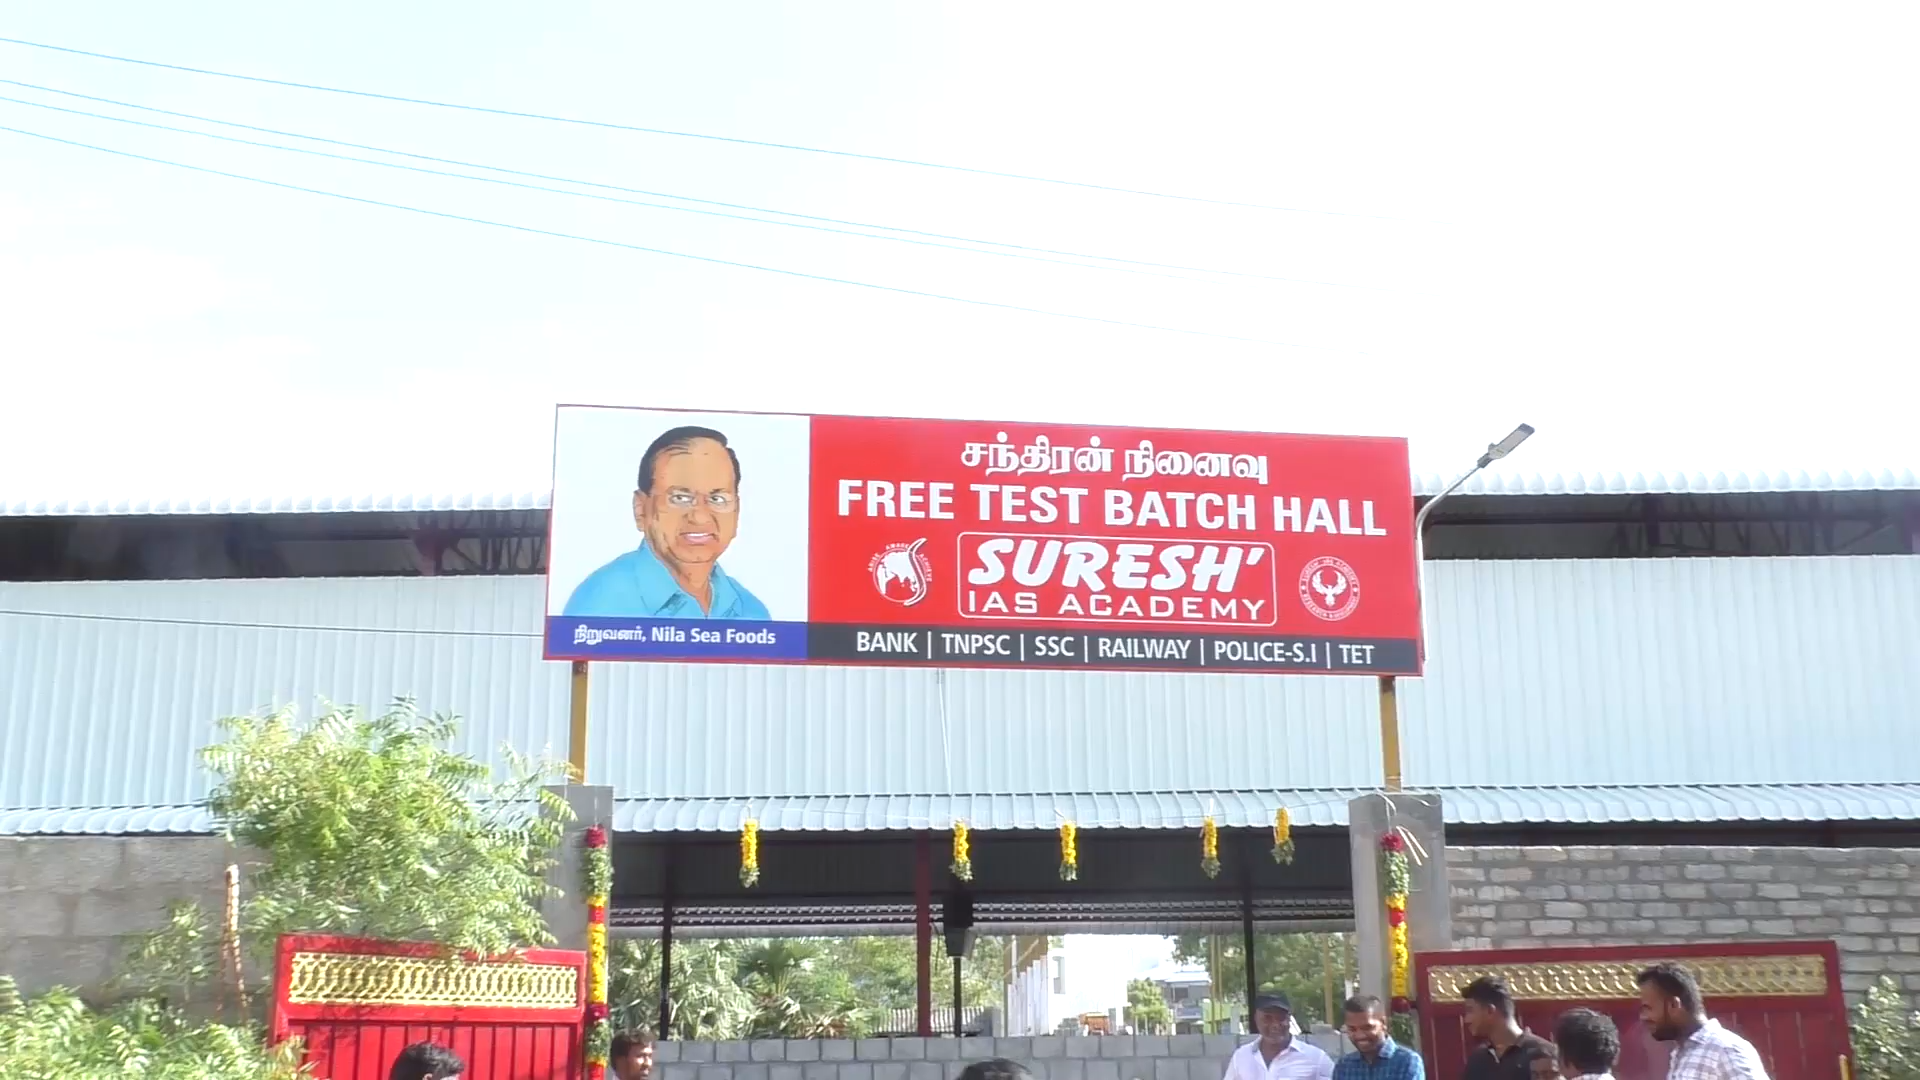 சந்திரன் நினைவு
FREE TEST BATCH HALL
SURESH'
IAS ACADEMY
நிறுவனர், Nila Sea Foods
BANK | TNPSC | SSC | RAILWAY | POLICE-S.I | TET